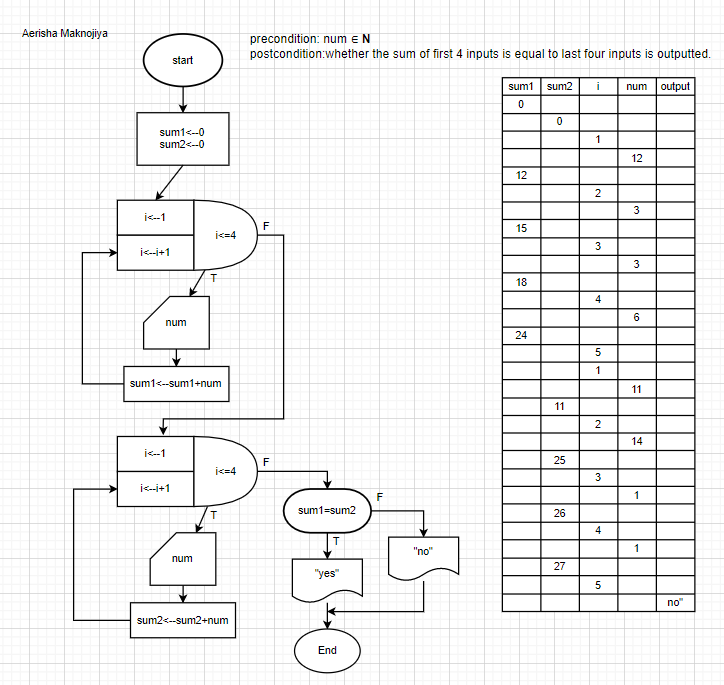 Aerisha Maknojiya
precondition: num ∈ N
postcondition:whether the sum of first 4 inputs is equal to last four inputs is outputted.
start
sum1<--0
sum2<--0
i<--1
i<--i+1
i<=4
F
T
num
sum1<--sum1+num
i<--1
i<--i+1
i<=4
F
T
num
sum2<--sum2+num
sum1=sum2
F
T
"no"
"yes"
End
sum1 sum2 i num output
0
0
1
12
12
2
3
15
3
3
18
4
6
24
5
1
11
11
2
14
25
3
1
26
4
1
27
5
no"